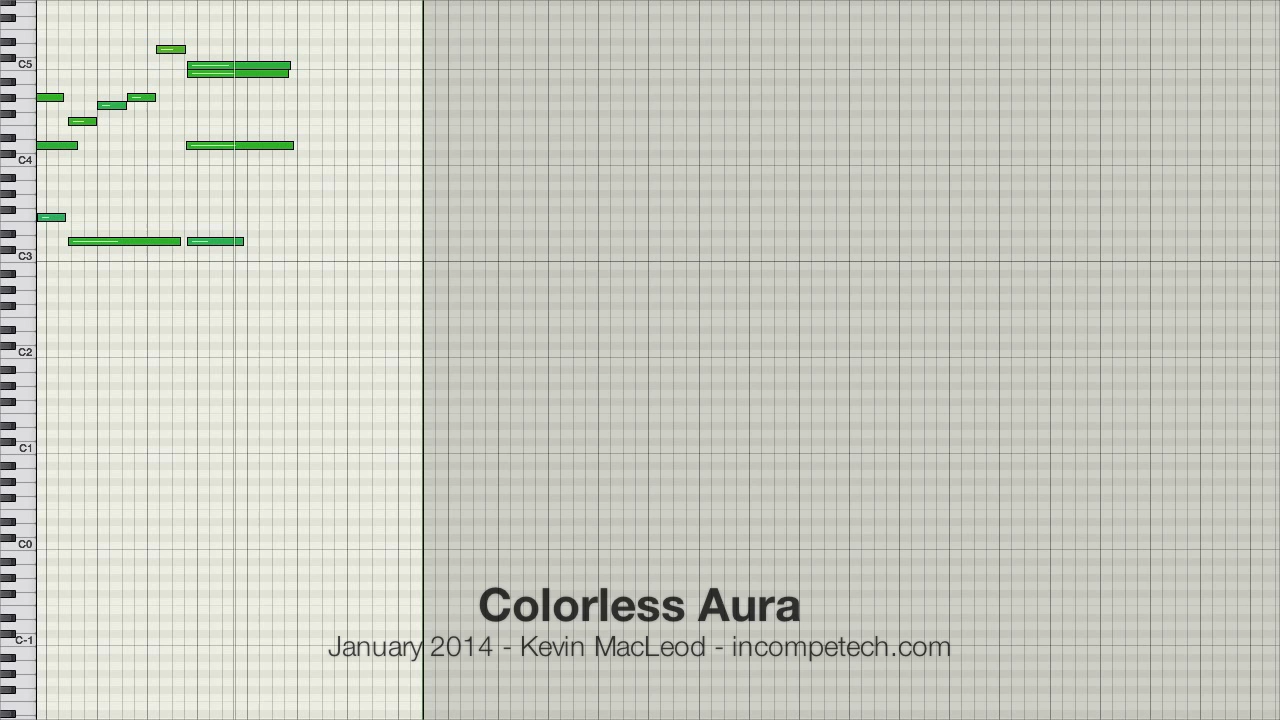 C5
C4
C3
C2
C1
C0
C-1
Colorless Aura
January 2014 - Kevin MacLeod - incompetech.com